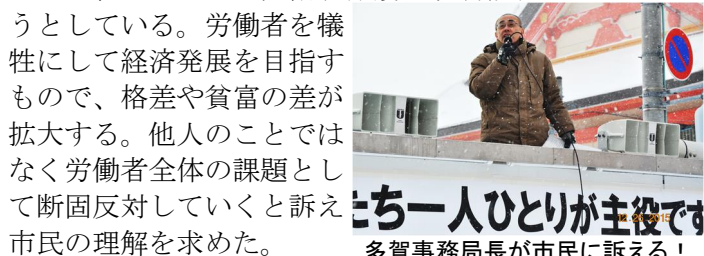 うとしている。労働者を犠
牲にして経済発展を目指す
もので、格差や貧富の差が
拡大する。他人のことでは
なく労働者全体の課題とし
て断固反対していくと訴え
市民の理解を求めた。
たち一人ひとりが主役です
多賀事務局長が市民に訴える！